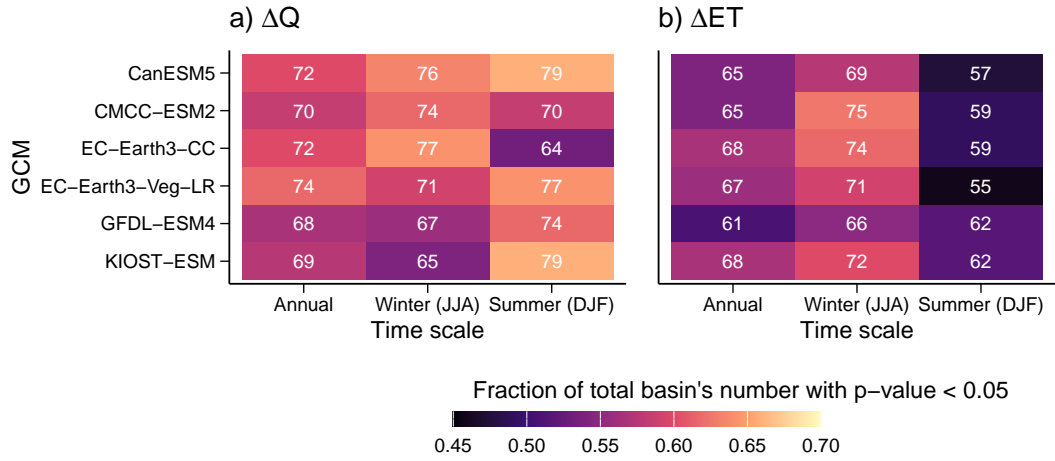 a) ΔQ
b) ΔET
GCM
CanESM5 72 76 79 65 69 57
CMCC−ESM2 70 74 70 65 75 59
EC−Earth3−CC 72 77 64 68 74 59
EC−Earth3−Veg−LR 74 71 77 67 71 55
GFDL−ESM4 68 67 74 61 66 62
KIOST−ESM 69 65 79 68 72 62
Annual Winter (JJA) Summer (DJF) Annual Winter (JJA) Summer (DJF)
Time scale Time scale
Fraction of total basin's number with p−value < 0.05
0.45 0.50 0.55 0.60 0.65 0.70